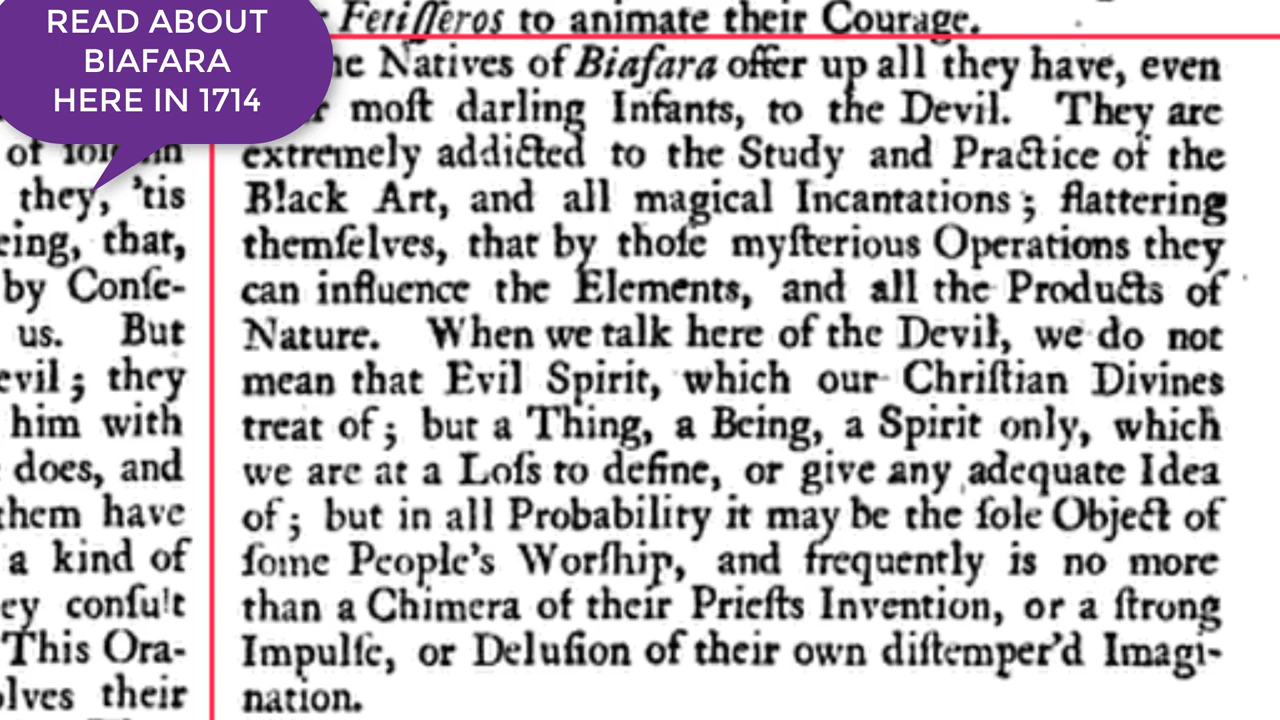 READ ABOUT
BIAFARA
HERE IN 1714
Fetiſſeros to animate their Courage.
Natives of Biafara offer up all they have, even
moſt darling Infants, to the Devil. They are
extremely addicted to the Study and Practice of the
Black Art, and all magical Incantations; flattering
themſelves, that by thoſe myſterious Operations they
can influence the Elements, and all the Products of
Nature. When we talk here of the Devil, we do not
mean that Evil Spirit, which our Chriſtian Divines
treat of; but a Thing, a Being, a Spirit only, which
we are at a Loſs to define, or give any adequate Idea
of; but in all Probability it may be the ſole Object of
ſome People's Worſhip, and frequently is no more
than a Chimera of their Prieſts Invention, or a ſtrong
Impulſe, or Deluſion of their own diſtemper'd Imagi-
nation.
of
they, 'tis
that,
by Conſe-
us. But
they
him with
does, and
them have
a kind of
conſult
This Ora-
their